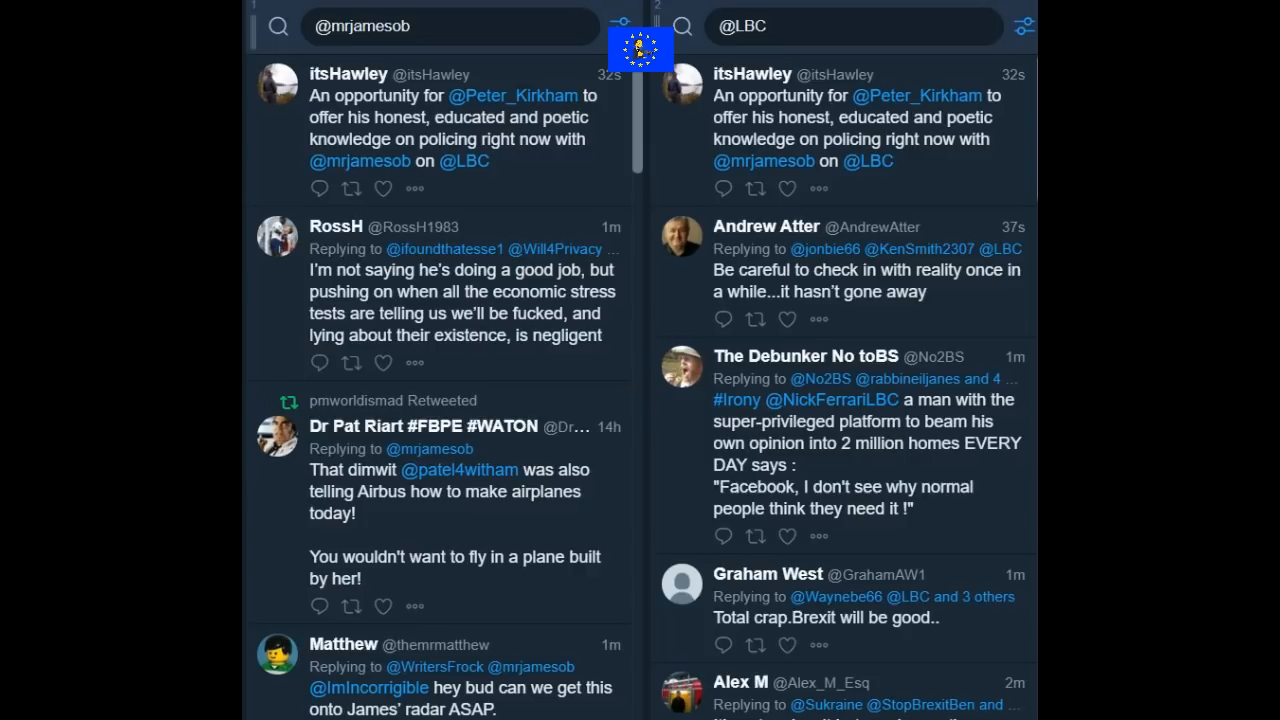 1
@mrjamesob
itsHawley @itsHawley 32s
An opportunity for @Peter_Kirkham to
offer his honest, educated and poetic
knowledge on policing right now with
@mrjamesob on @LBC
RossH @RossH1983 1m
Replying to @ifoundthatesse1 @Will4Privacy ...
I'm not saying he's doing a good job, but
pushing on when all the economic stress
tests are telling us we'll be fucked, and
lying about their existence, is negligent
pmworldismad Retweeted
Dr Pat Riart #FBPE #WATON @Dr... 14h
Replying to @mrjamesob
That dimwit @patel4witham was also
telling Airbus how to make airplanes
today!
You wouldn't want to fly in a plane built
by her!
Matthew @themrmatthew 1m
Replying to @WritersFrock @mrjamesob
@ImIncorrigible hey bud can we get this
onto James' radar ASAP.
2
@LBC
itsHawley @itsHawley 32s
An opportunity for @Peter_Kirkham to
offer his honest, educated and poetic
knowledge on policing right now with
@mrjamesob on @LBC
Andrew Atter @AndrewAtter 37s
Replying to @jonbie66 @KenSmith2307 @LBC
Be careful to check in with reality once in
a while...it hasn't gone away
The Debunker No toBS @No2BS 1m
Replying to @No2BS @rabbineiljanes and 4 ...
#Irony @NickFerrariLBC a man with the
super-privileged platform to beam his
own opinion into 2 million homes EVERY
DAY says :
"Facebook, I don't see why normal
people think they need it !"
Graham West @GrahamAW1 1m
Replying to @Waynebe66 @LBC and 3 others
Total crap.Brexit will be good..
Alex M @Alex_M_Esq 2m
Replying to @Sukraine @StopBrexitBen and ...